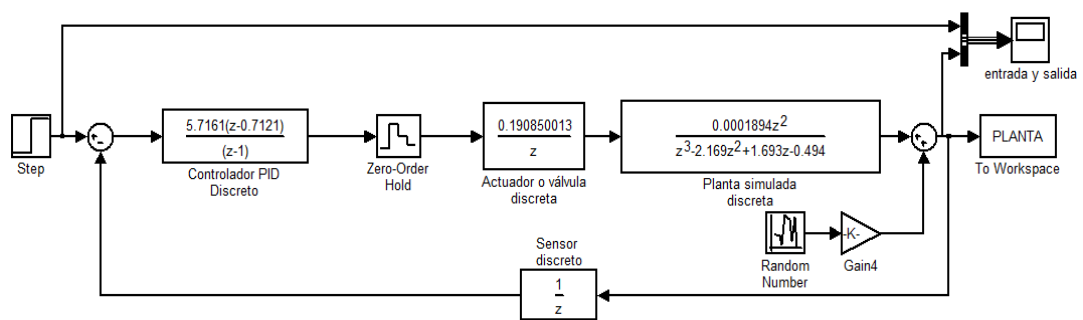 entrada y salida
Step
5.7161(z-0.7121)
(z-1)
Controlador PID
Discreto
Zero-Order
Hold
0.190850013
z
Actuador o válvula
discreta
0.0001894z2
z3-2.169z2+1.693z-0.494
Planta simulada
discreta
PLANTA
To Workspace
Random
Number
-K-
Gain4
Sensor
discreto
1
z